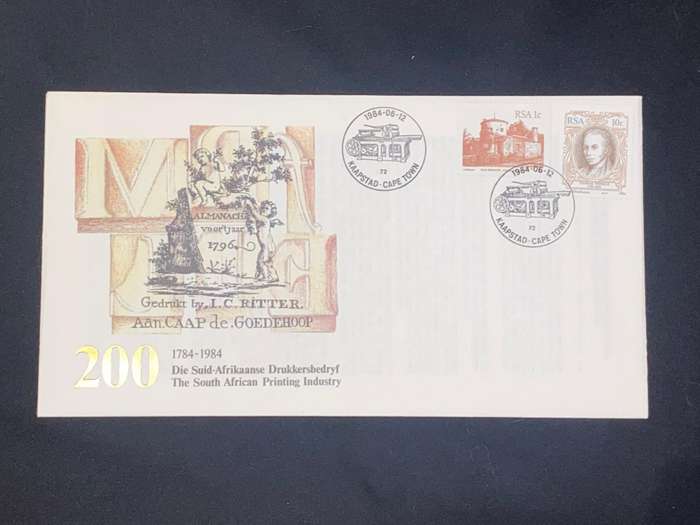 M
ALMANACH
voor't jaar
1796.
Gedrukt by I.C. RITTER.
Aan CAAP de GOEDEHOOP
200
1784-1984
Die Suid-Afrikaanse Drukkersbedryf
The South African Printing Industry
1984-06-12
72
KAAPSTAD-CAPE TOWN
RSA 1c
RSA 10c
1984-06-12
72
KAAPSTAD-CAPE TOWN